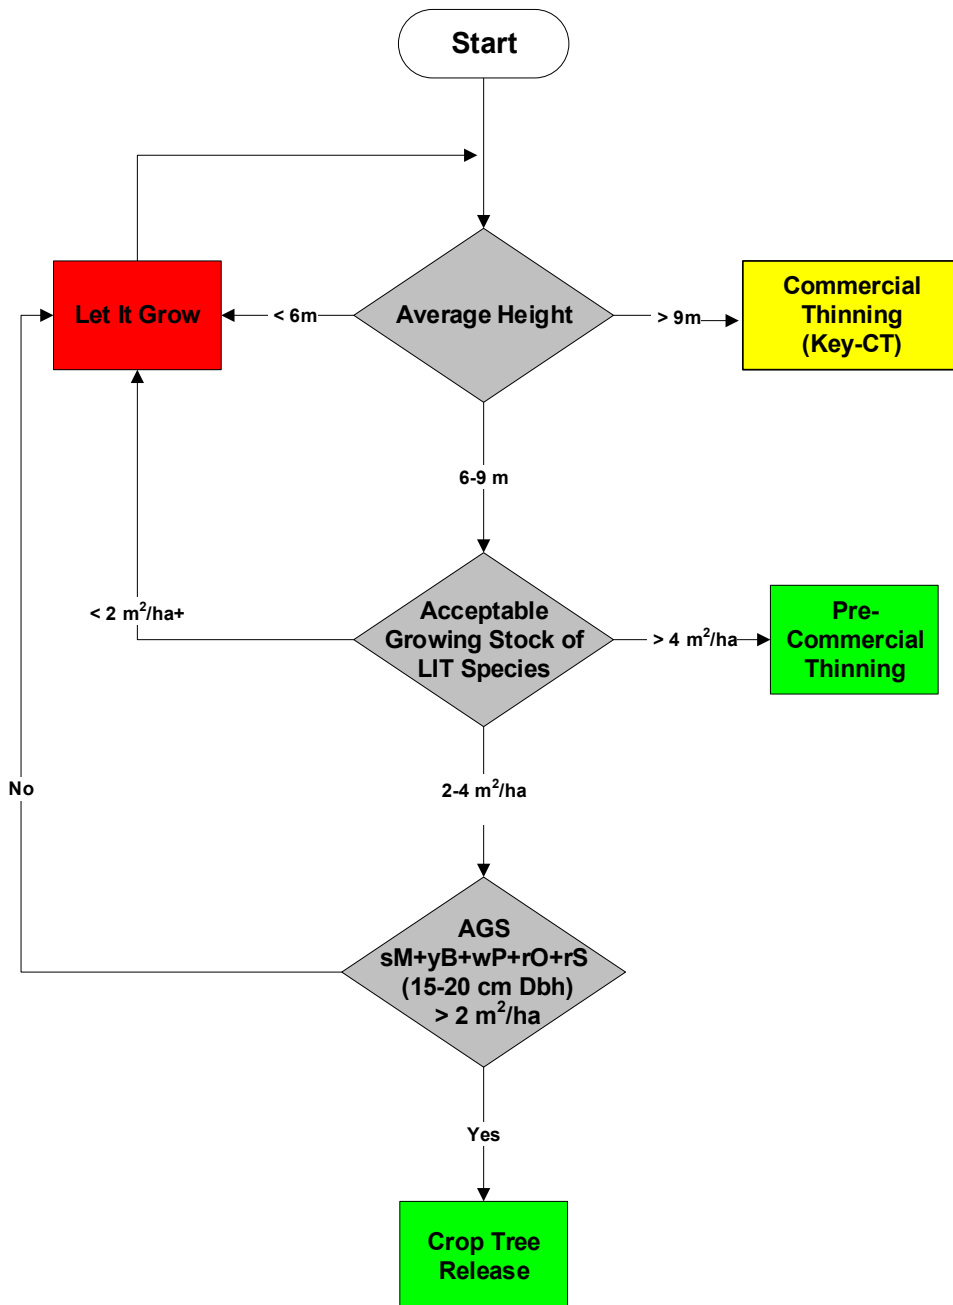 Start
Let It Grow
< 6m
Average Height
> 9m
Commercial
Thinning
(Key-CT)
6-9 m
< 2 m²/ha+
Acceptable
Growing Stock of
LIT Species
> 4 m²/ha
Pre-
Commercial
Thinning
No
2-4 m²/ha
AGS
sM+yB+wP+rO+rS
(15-20 cm Dbh)
> 2 m²/ha
Yes
Crop Tree
Release